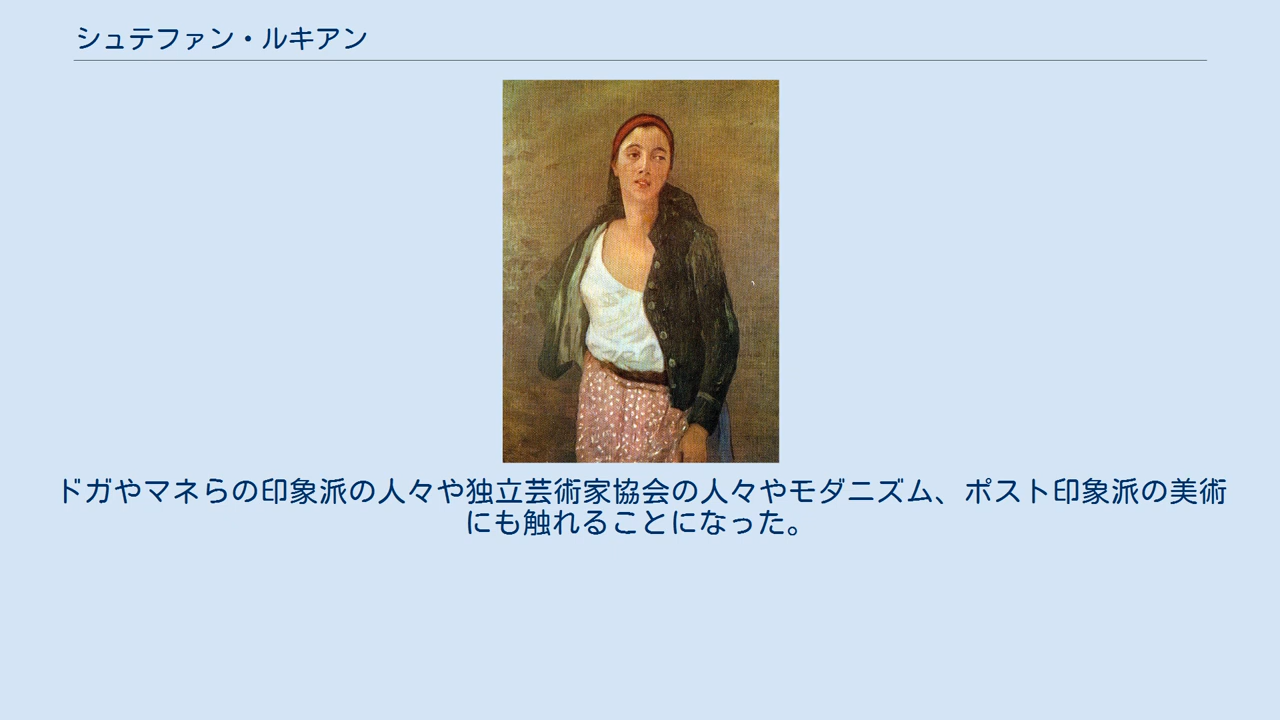 シュテファン・ルキアン
ドガやマネらの印象派の人々や独立芸術家協会の人々やモダニズム、ポスト印象派の美術
にも触れることになった。